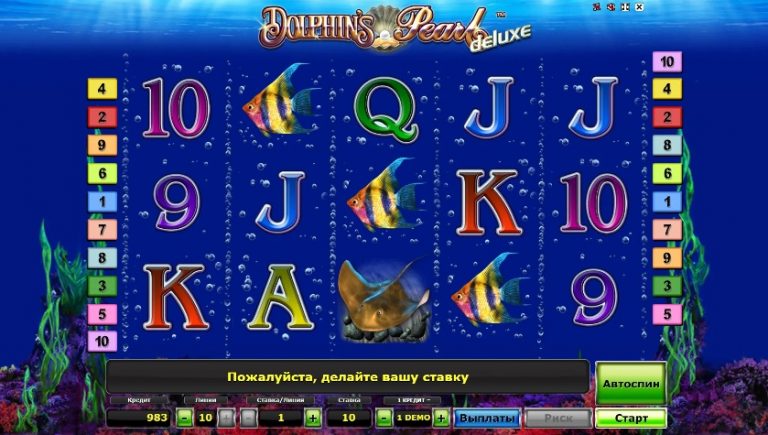 DOLPHIN'S Pearl™
deluxe
10
4 4
2 10 Q J J 2
9 8
6 6
1 9 J K 10 1
7 7
8 9
3 K A 9 3
5 5
10
Пожалуйста, делайте вашу ставку
Автоспин
Кредит Линии Ставка/Линия Ставка 1 КРЕДИТ =
983 - 10 + - 1 + 10 - 1 DEMO + Выплаты Риск Старт